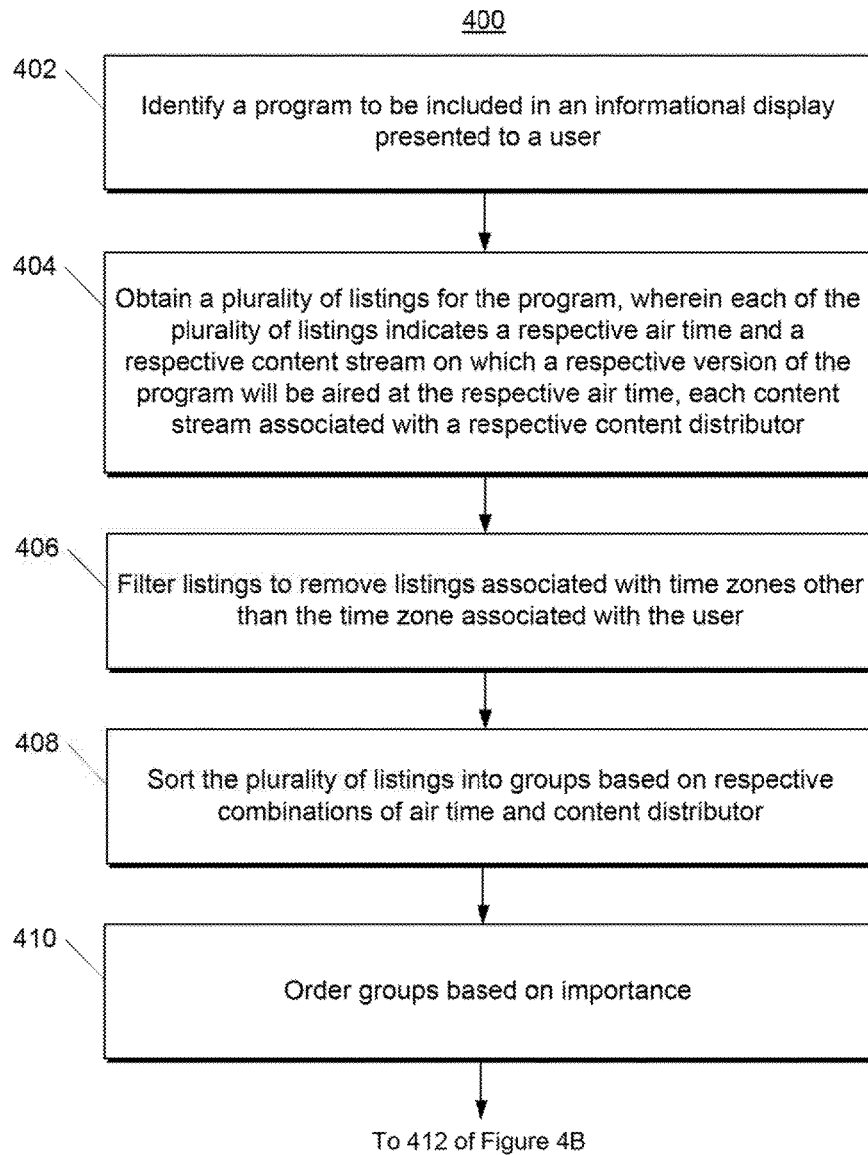 400
402
Identify a program to be included in an informational display
presented to a user
404
Obtain a plurality of listings for the program, wherein each of the
plurality of listings indicates a respective air time and a
respective content stream on which a respective version of the
program will be aired at the respective air time, each content
stream associated with a respective content distributor
406
Filter listings to remove listings associated with time zones other
than the time zone associated with the user
408
Sort the plurality of listings into groups based on respective
combinations of air time and content distributor
410
Order groups based on importance
To 412 of Figure 4B